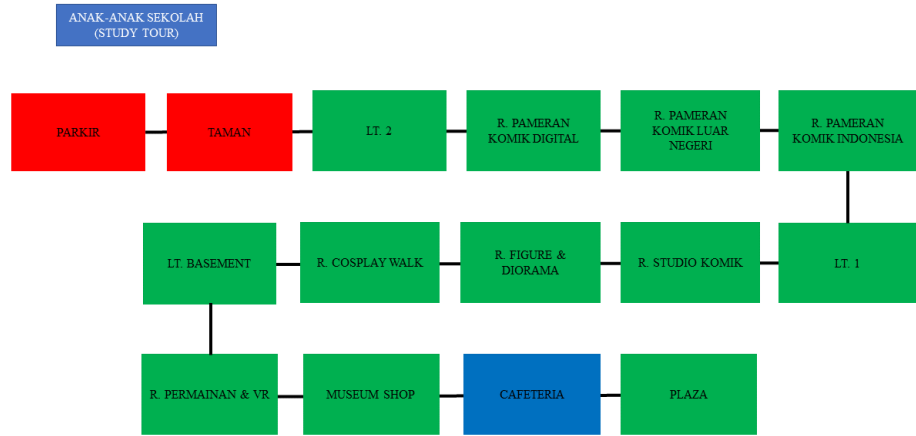 ANAK-ANAK SEKOLAH
(STUDY TOUR)
PARKIR
TAMAN
LT. 2
R. PAMERAN
KOMIK DIGITAL
R. PAMERAN
KOMIK LUAR
NEGERI
R. PAMERAN
KOMIK INDONESIA
LT. BASEMENT
R. COSPLAY WALK
R. FIGURE &
DIORAMA
R. STUDIO KOMIK
LT. 1
R. PERMAINAN & VR
MUSEUM SHOP
CAFETERIA
PLAZA